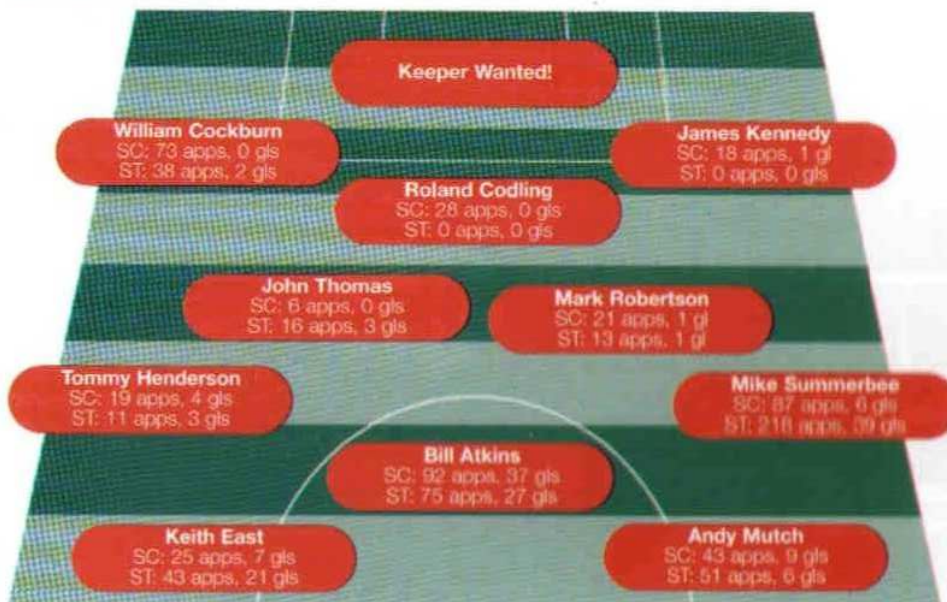 Keeper Wanted!
William Cockburn
SC: 73 apps, 0 gls
ST: 38 apps, 2 gls
James Kennedy
SC: 18 apps, 1 gl
ST: 0 apps, 0 gls
Roland Codling
SC: 28 apps, 0 gls
ST: 0 apps, 0 gls
John Thomas
SC: 6 apps, 0 gls
ST: 16 apps, 3 gls
Mark Robertson
SC: 21 apps, 1 gl
ST: 13 apps, 1 gl
Tommy Henderson
SC: 19 apps, 4 gls
ST: 11 apps, 3 gls
Mike Summerbee
SC: 87 apps, 6 gls
ST: 218 apps, 39 gls
Bill Atkins
SC: 92 apps, 37 gls
ST: 75 apps, 27 gls
Keith East
SC: 25 apps, 7 gls
ST: 43 apps, 21 gls
Andy Mutch
SC: 43 apps, 9 gls
ST: 51 apps, 6 gls